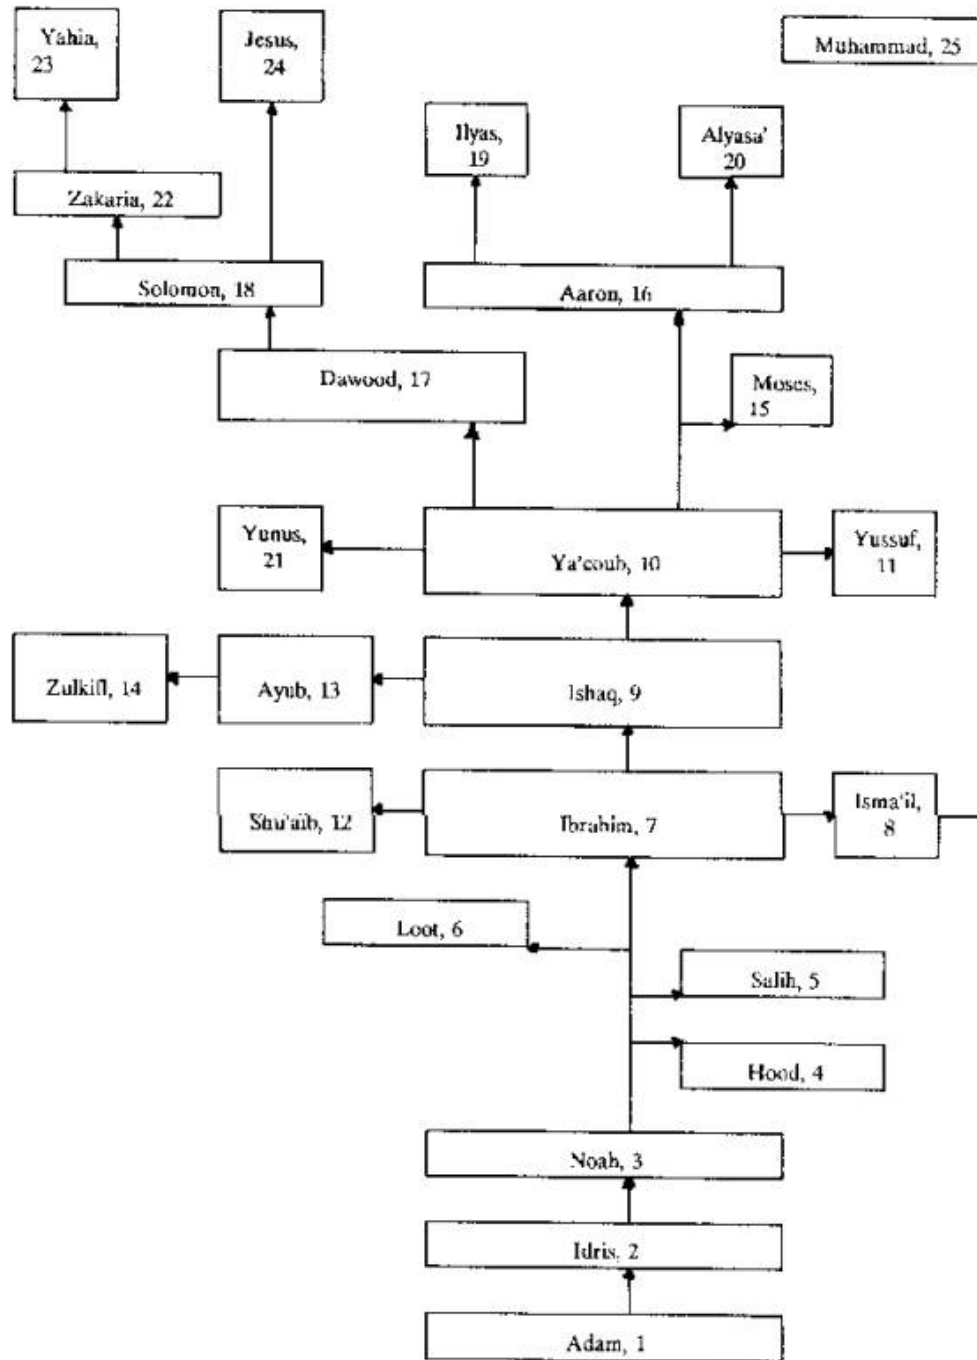 Yahia,
23
Jesus,
24
Muhammad, 25
Ilyas,
19
Alyasa'
20
Zakaria, 22
Solomon, 18
Aaron, 16
Dawood, 17
Moses,
15
Yunus,
21
Ya'coub, 10
Yussuf,
11
Zulkifl, 14
Ayub, 13
Ishaq, 9
Shu'aib, 12
Ibrahim, 7
Isma'il,
8
Loot, 6
Salih, 5
Hood, 4
Noah, 3
Idris, 2
Adam, 1